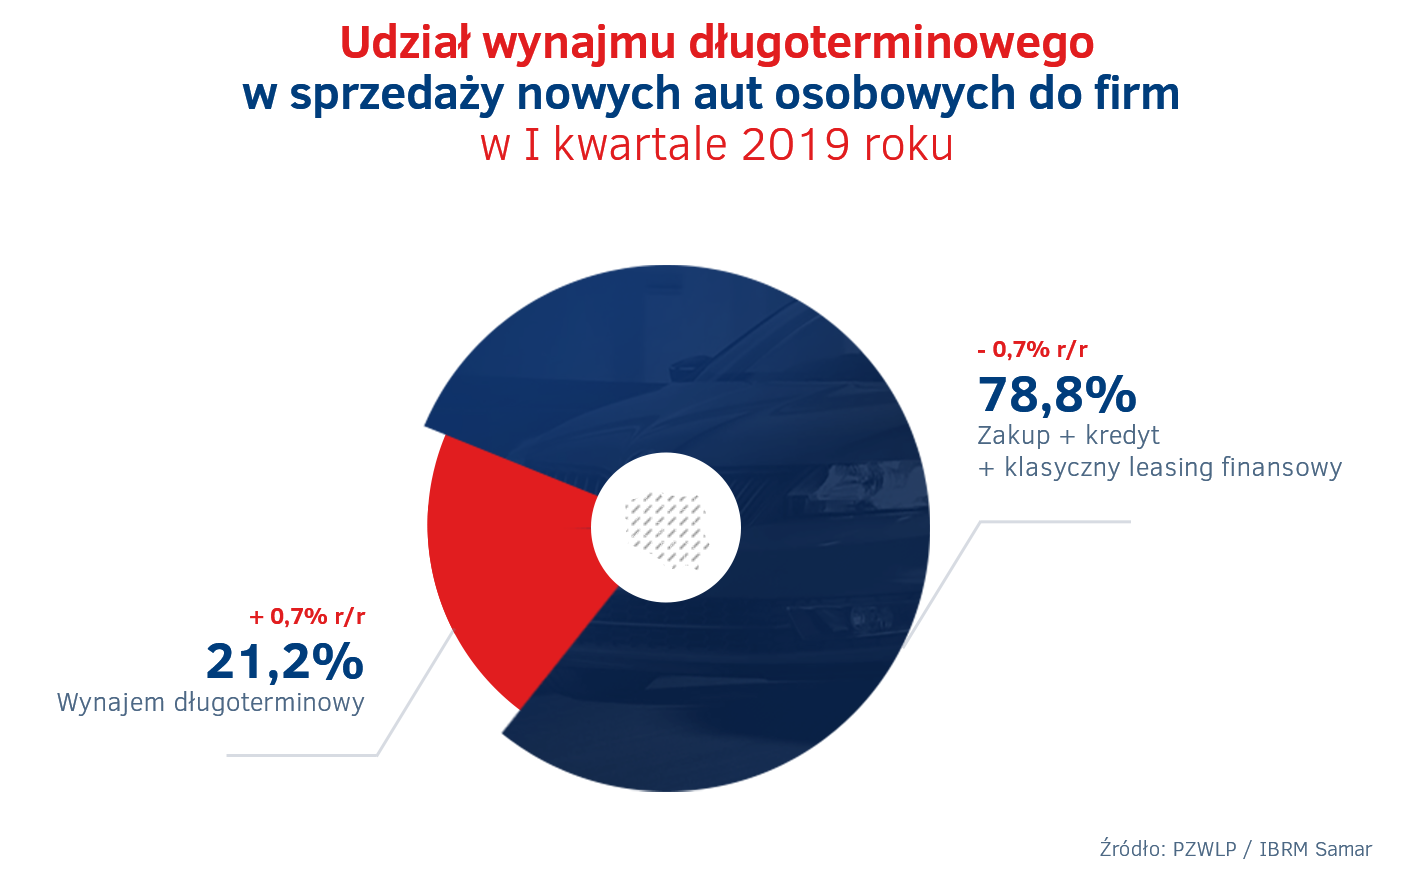 Udział wynajmu długoterminowego
w sprzedaży nowych aut osobowych do firm
w I kwartale 2019 roku
- 0,7% r/r
78,8%
Zakup + kredyt
+ klasyczny leasing finansowy
+ 0,7% r/r
21,2%
Wynajem długoterminowy
Źródło: PZWLP / IBRM Samar